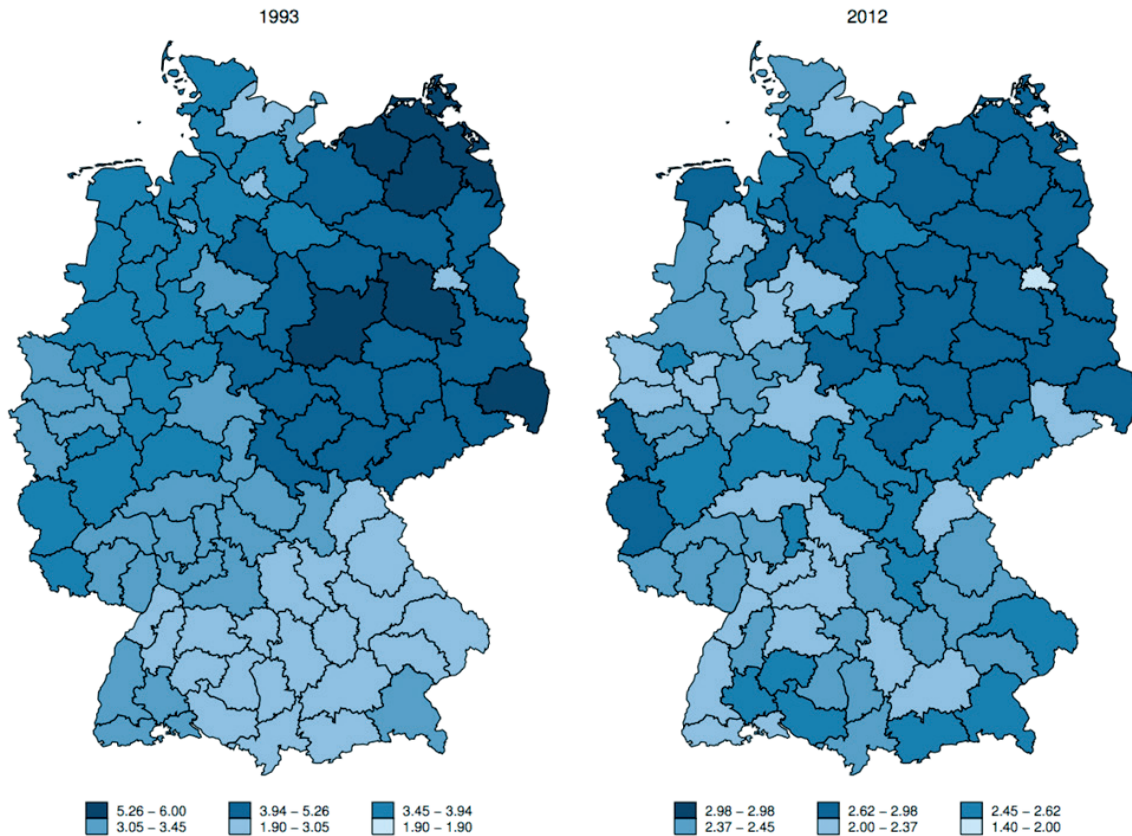 1993
2012
5.26 – 6.00 3.94 – 5.26 3.45 – 3.94
3.05 – 3.45 1.90 – 3.05 1.90 – 1.90
2.98 – 2.98 2.62 – 2.98 2.45 – 2.62
2.37 – 2.45 2.00 – 2.37 1.40 – 2.00